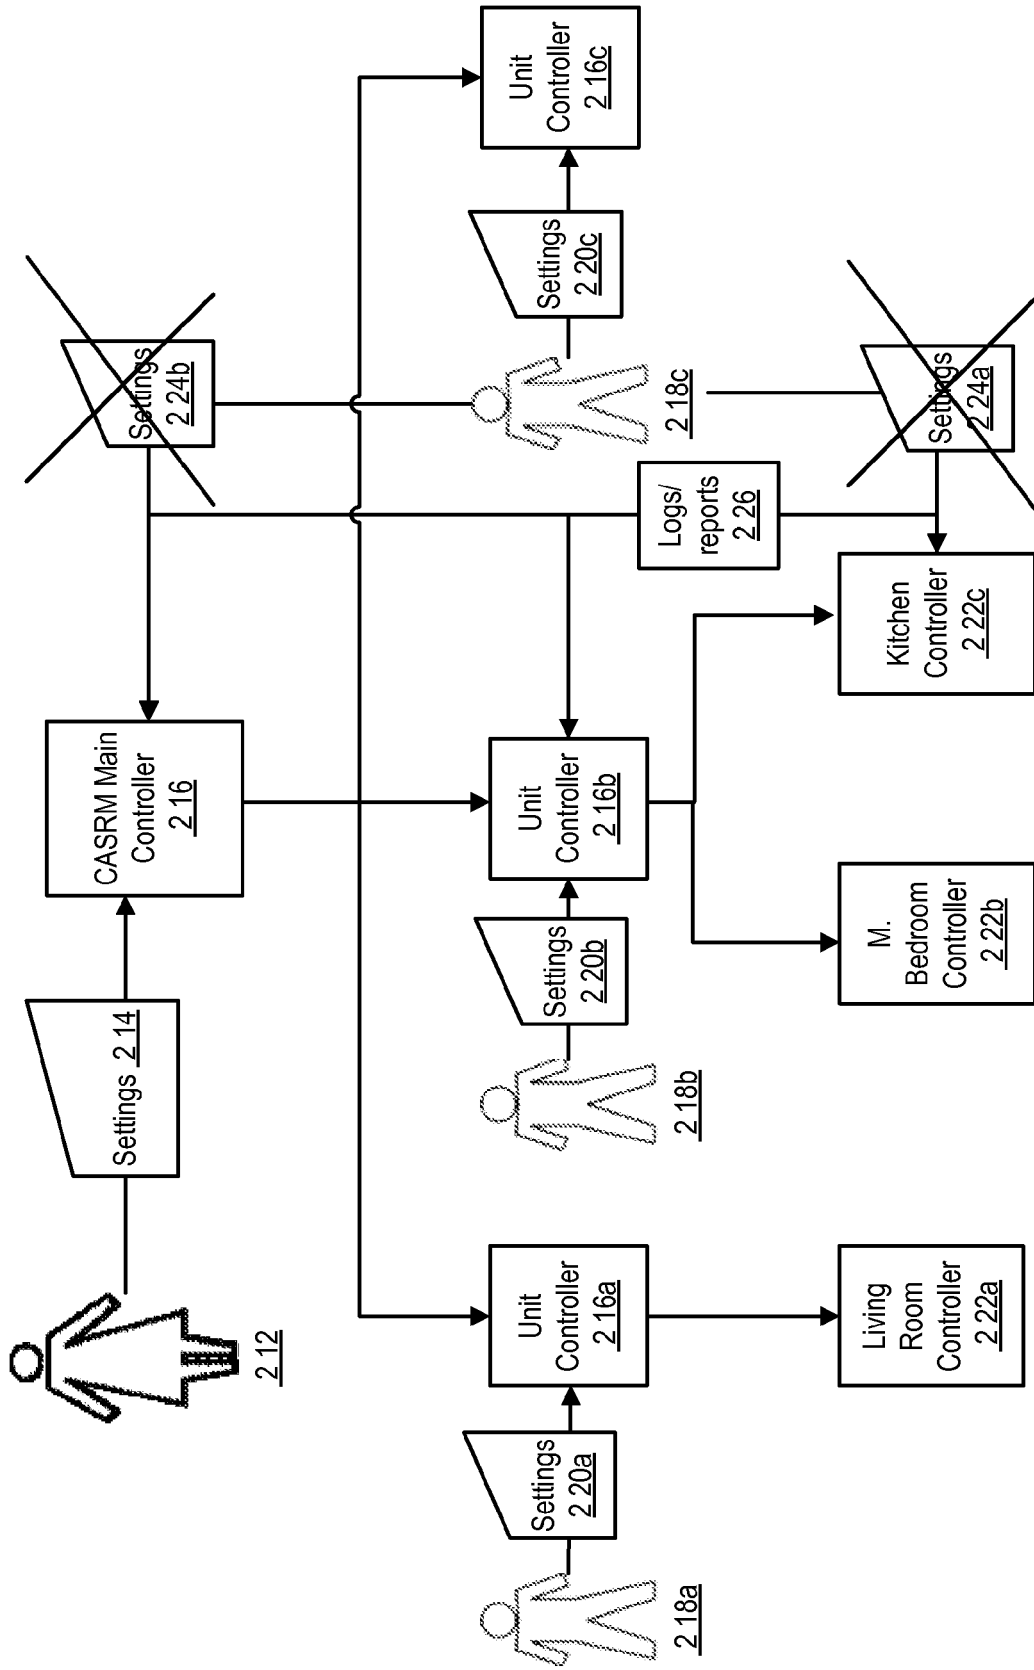 2 12
Settings 2 14
CASRM Main
Controller
2 16
Settings
2 24b
2 18a
Settings
2 20a
Unit
Controller
2 16a
2 18b
Settings
2 20b
Unit
Controller
2 16b
Logs/
reports
2 26
2 18c
Settings
2 20c
Unit
Controller
2 16c
Living
Room
Controller
2 22a
M.
Bedroom
Controller
2 22b
Kitchen
Controller
2 22c
Settings
2 24a